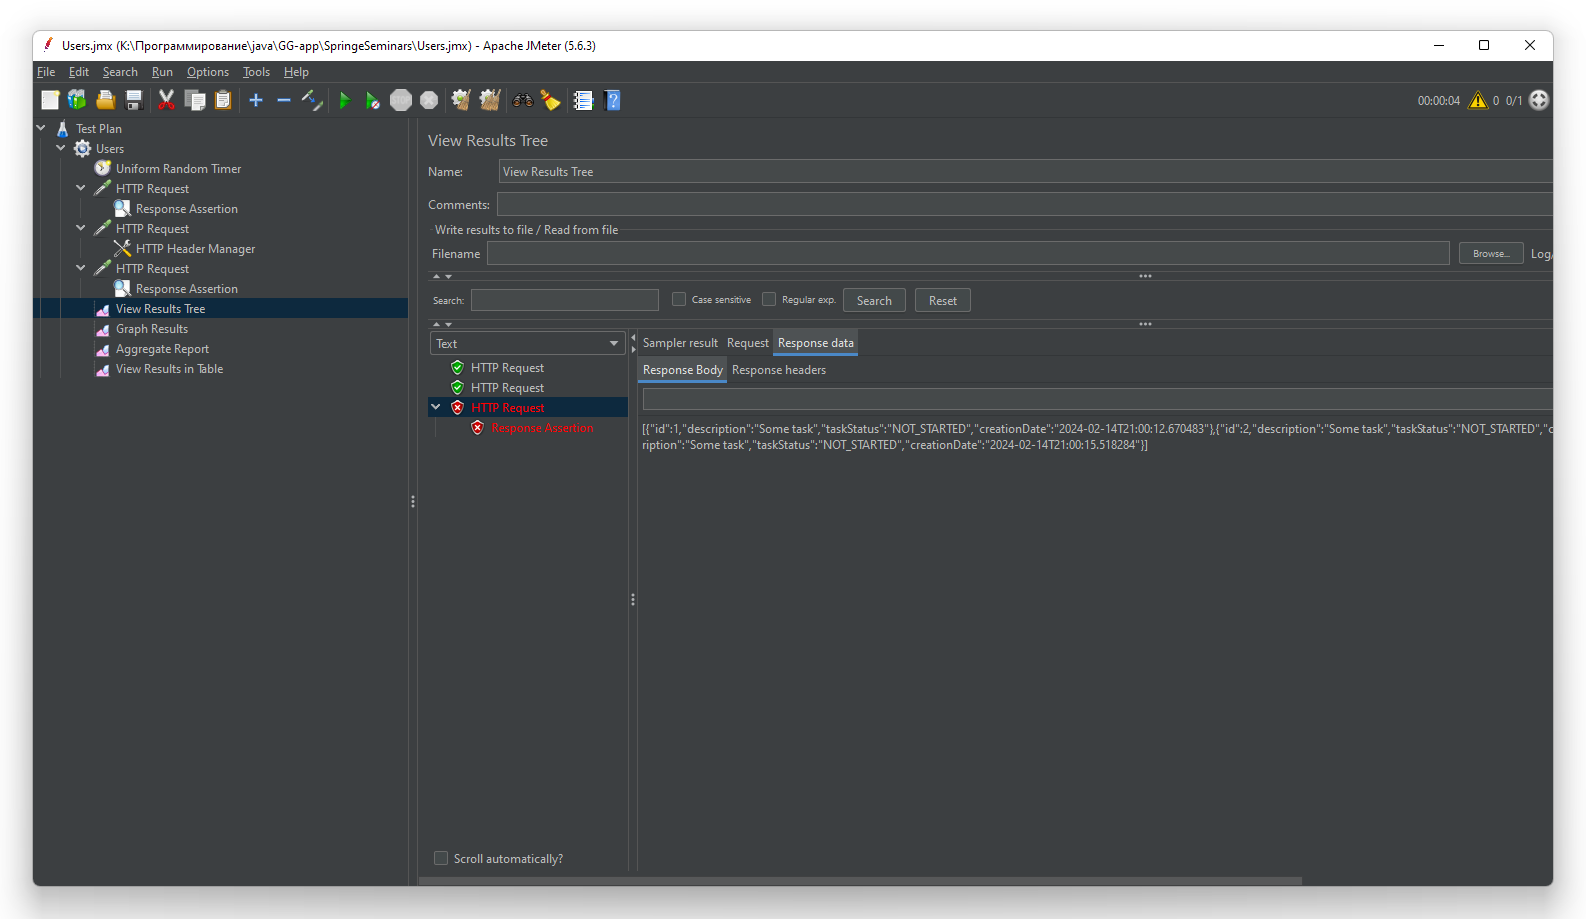 Users.jmx (K:\Программирование\java\GG-app\SpringeSeminars\Users.jmx) - Apache JMeter (5.6.3)
File Edit Search Run Options Tools Help
STOP
00:00:04 0 0/1
Test Plan
Users
Uniform Random Timer
HTTP Request
Response Assertion
HTTP Request
HTTP Header Manager
HTTP Request
Response Assertion
View Results Tree
Graph Results
Aggregate Report
View Results in Table
View Results Tree
Name: View Results Tree
Comments:
Write results to file / Read from file
Filename Browse... Log/
Search: Case sensitive Regular exp. Search Reset
Text
HTTP Request
HTTP Request
HTTP Request
Response Assertion
Scroll automatically?
Sampler result Request Response data
Response Body Response headers
[{"id":1,"description":"Some task","taskStatus":"NOT_STARTED","creationDate":"2024-02-14T21:00:12.670483"},{"id":2,"description":"Some task","taskStatus":"NOT_STARTED","c
ription":"Some task","taskStatus":"NOT_STARTED","creationDate":"2024-02-14T21:00:15.518284"}]